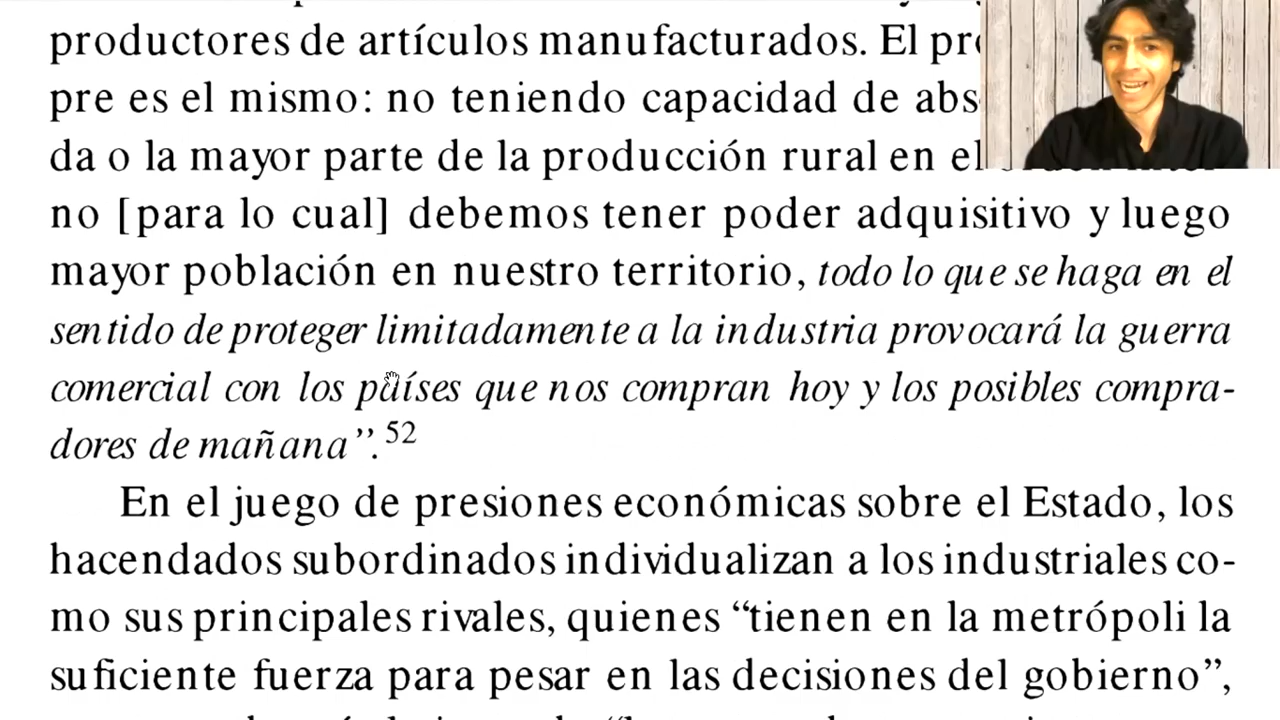 productores de artículos manufacturados. El
pre es el mismo: no teniendo capacidad de
da o la mayor parte de la producción rural en el
no [para lo cual] debemos tener poder adquisitivo y luego
mayor población en nuestro territorio, todo lo que se haga en el
sentido de proteger limitadamente a la industria provocará la guerra
comercial con los países que nos compran hoy y los posibles compra-
dores de mañana”.52
En el juego de presiones económicas sobre el Estado, los
hacendados subordinados individualizan a los industriales co-
mo sus principales rivales, quienes “tienen en la metrópoli la
suficiente fuerza para pesar en las decisiones del gobierno”,